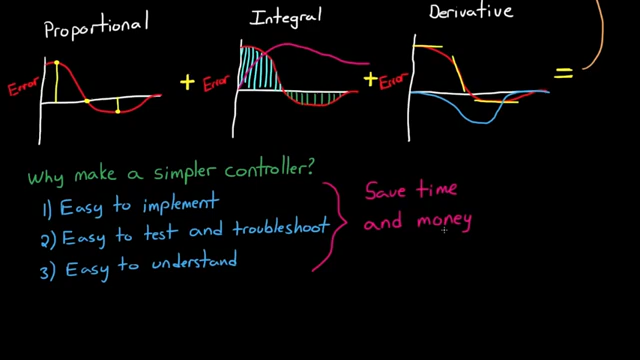 Proportional
Integral
Derivative
Error
+
Error
+
Error
=
Why make a simpler controller?
1) Easy to implement
2) Easy to test and troubleshoot
3) Easy to understand
Save time
and money